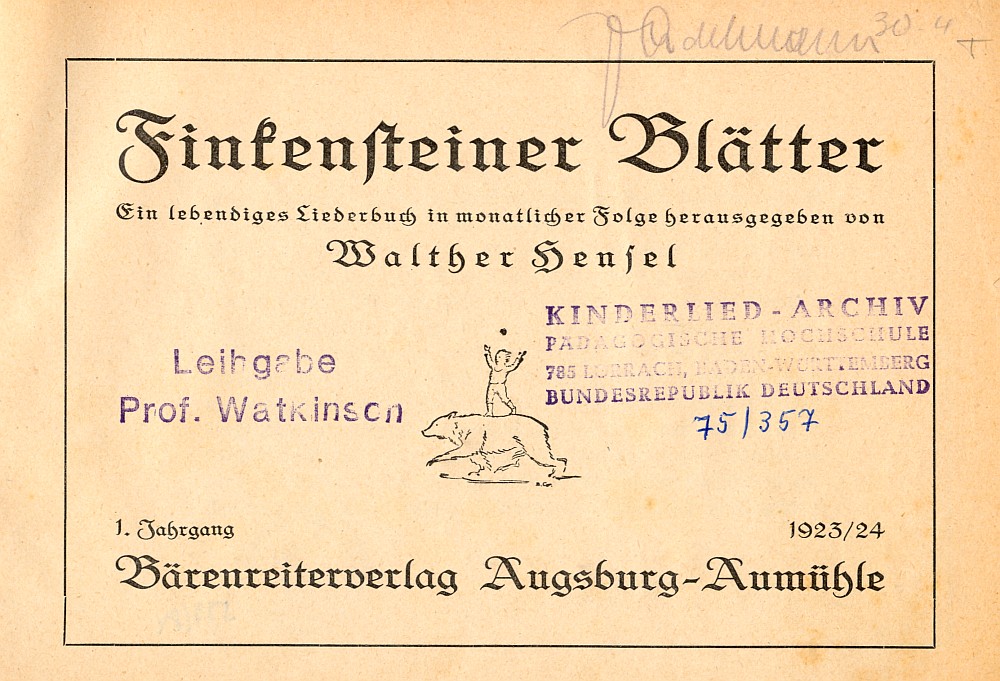 Finkensteiner Blätter
Ein lebendiges Liederbuch in monatlicher Folge herausgegeben von
Walther Hensel
KINDERLIED - ARCHIV
PÄDAGOGISCHE HOCHSCHULE
785 LÖRRACH, BADEN-WÜRTTEMBERG
BUNDESREPUBLIK DEUTSCHLAND
75/357
Leihgabe
Prof. Watkinson
1. Jahrgang
1923/24
Bärenreiterverlag Augsburg-Aumühle